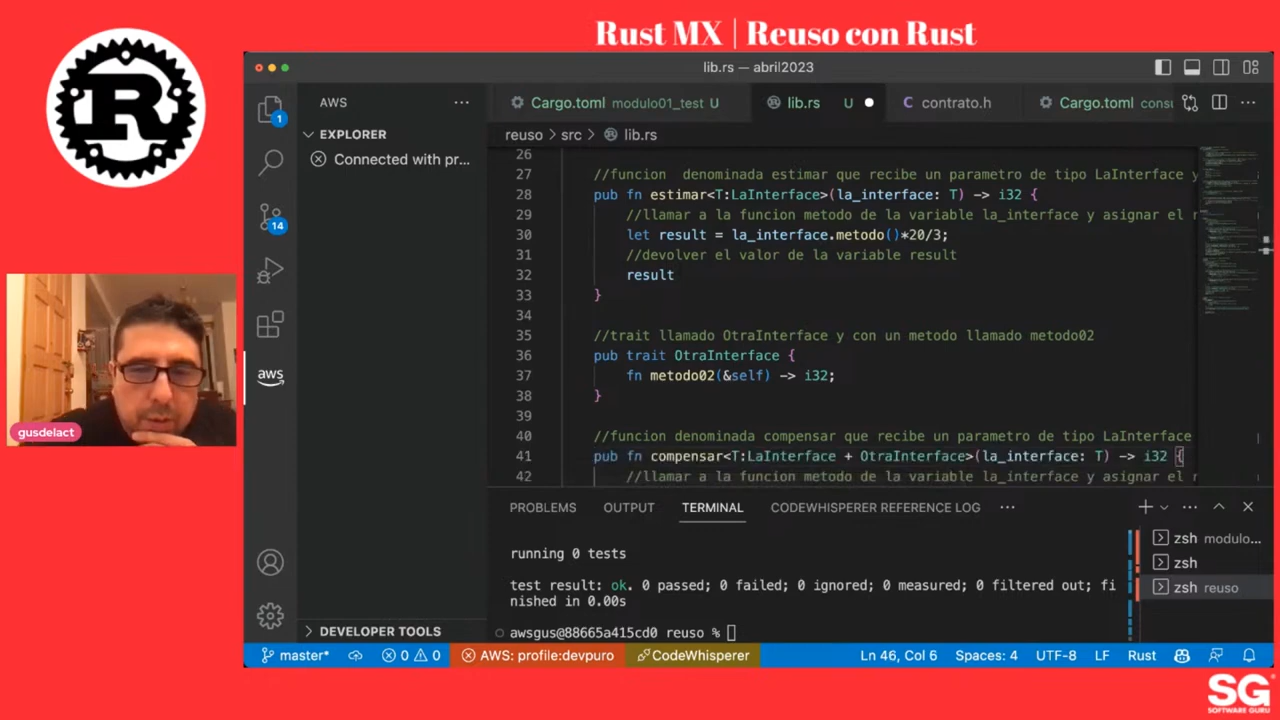 Rust MX | Reuso con Rust
lib.rs — abril2023
AWS
Cargo.toml modulo01_test U
lib.rs U
contrato.h
Cargo.toml
EXPLORER
Connected with pr...
reuso > src > lib.rs
26
27 //funcion  denominada estimar que recibe un parametro de tipo LaInterface y
28 pub fn estimar<T:LaInterface>(la_interface: T) -> i32 {
29 //llamar a la funcion metodo de la variable la_interface y asignar el
30 let result = la_interface.metodo()*20/3;
31 //devolver el valor de la variable result
32 result
33 }
34
35 //trait llamado OtraInterface y con un metodo llamado metodo02
36 pub trait OtraInterface {
37 fn metodo02(&self) -> i32;
38 }
39
40 //funcion denominada compensar que recibe un parametro de tipo LaInterface
41 pub fn compensar<T:LaInterface + OtraInterface>(la_interface: T) -> i32 {
42 //llamar a la funcion metodo de la variable la_interface y asignar el
1
14
aws
gusdelact
PROBLEMS OUTPUT TERMINAL CODEWHISPERER REFERENCE LOG
running 0 tests
test result: ok. 0 passed; 0 failed; 0 ignored; 0 measured; 0 filtered out; fi
nished in 0.00s
awsgus@88665a415cd0 reuso %
zsh modulo...
zsh
zsh reuso
DEVELOPER TOOLS
master* 0 0 AWS: profile:devpuro CodeWhisperer Ln 46, Col 6 Spaces: 4 UTF-8 LF Rust
SG
SOFTWARE GURU